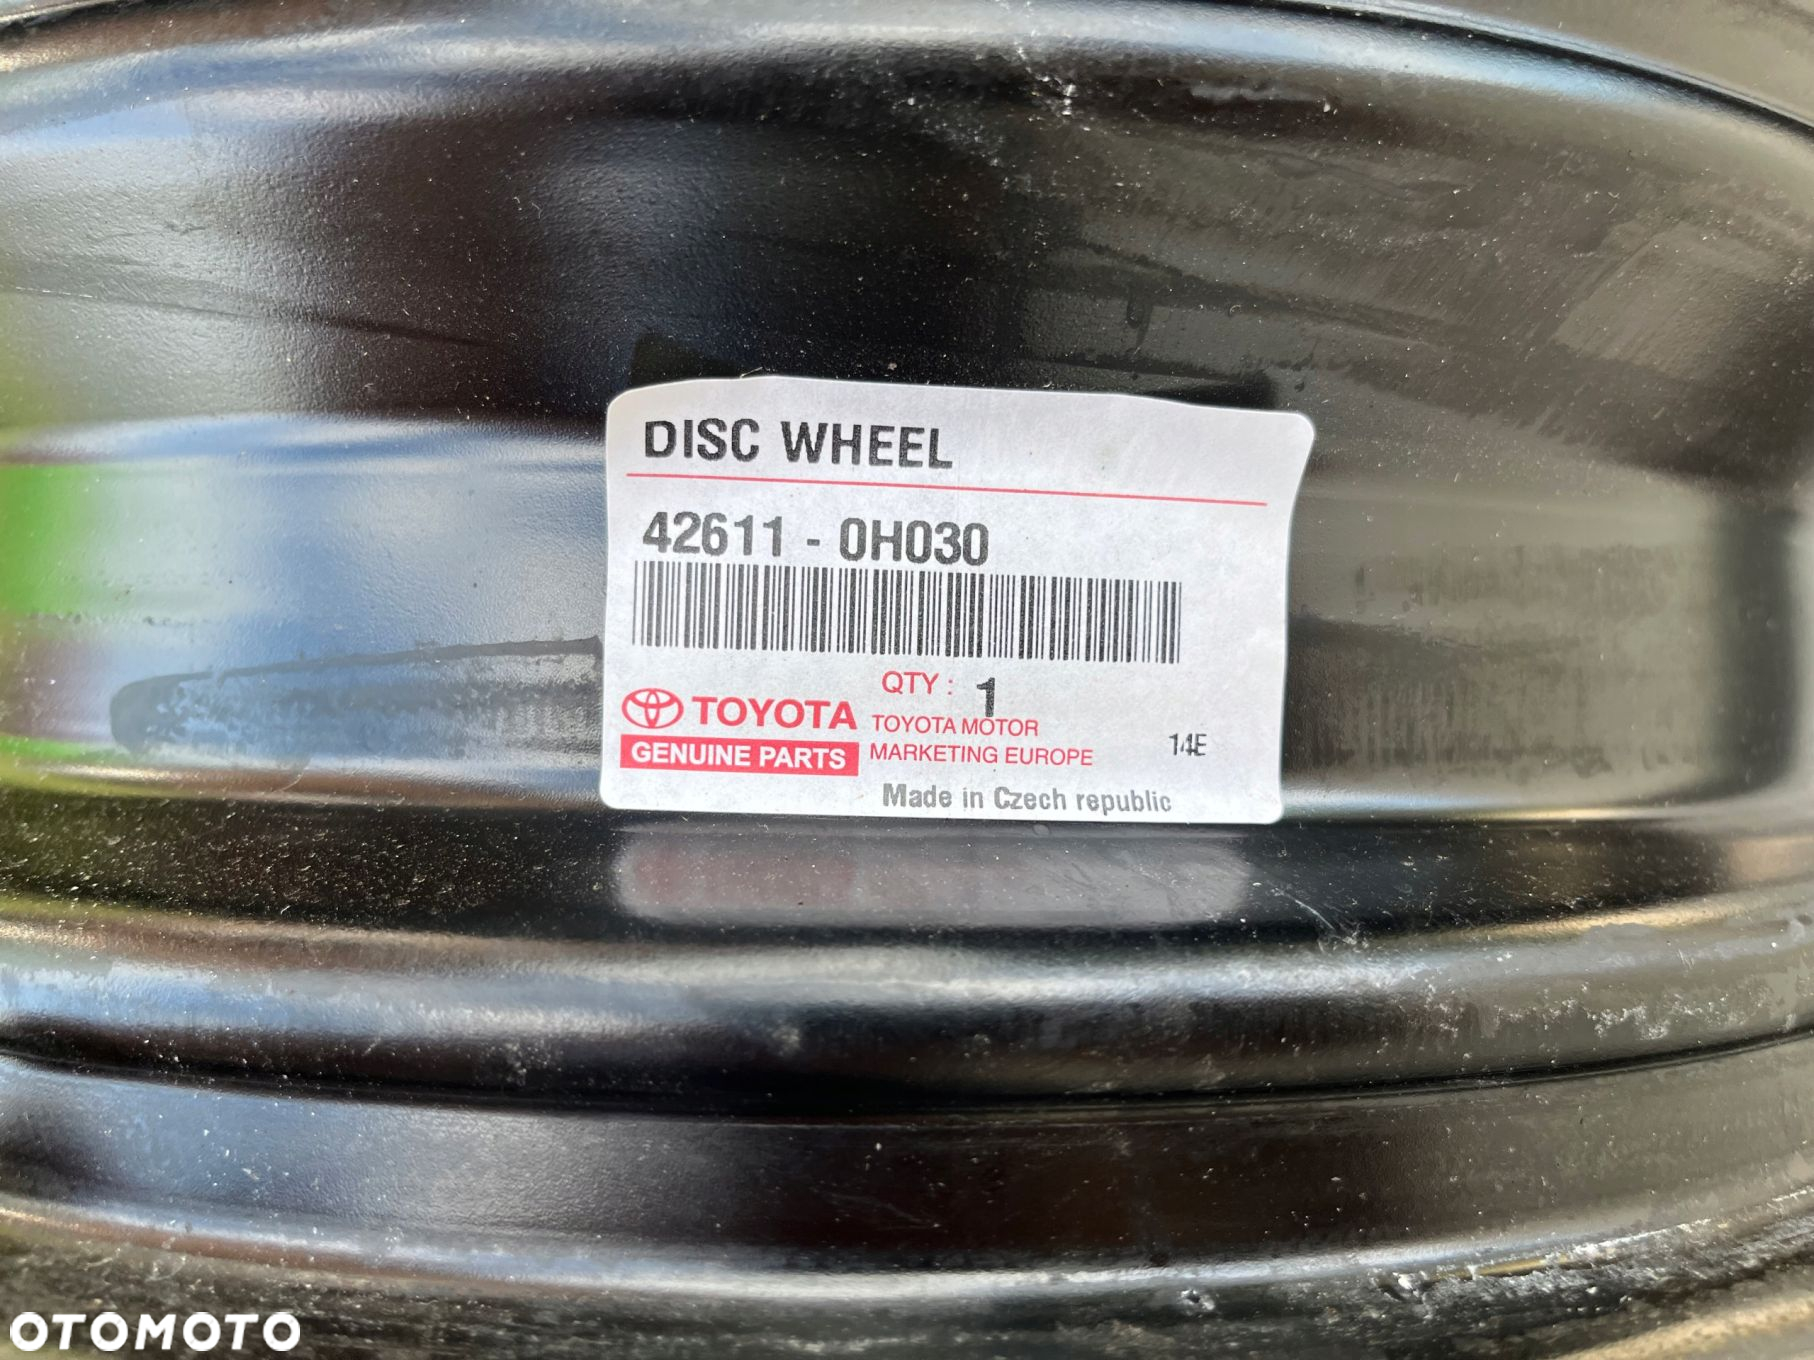 DISC WHEEL
42611 - 0H030
QTY : 1
TOYOTA
GENUINE PARTS
TOYOTA MOTOR
MARKETING EUROPE
14E
Made in Czech republic
OTOMOTO